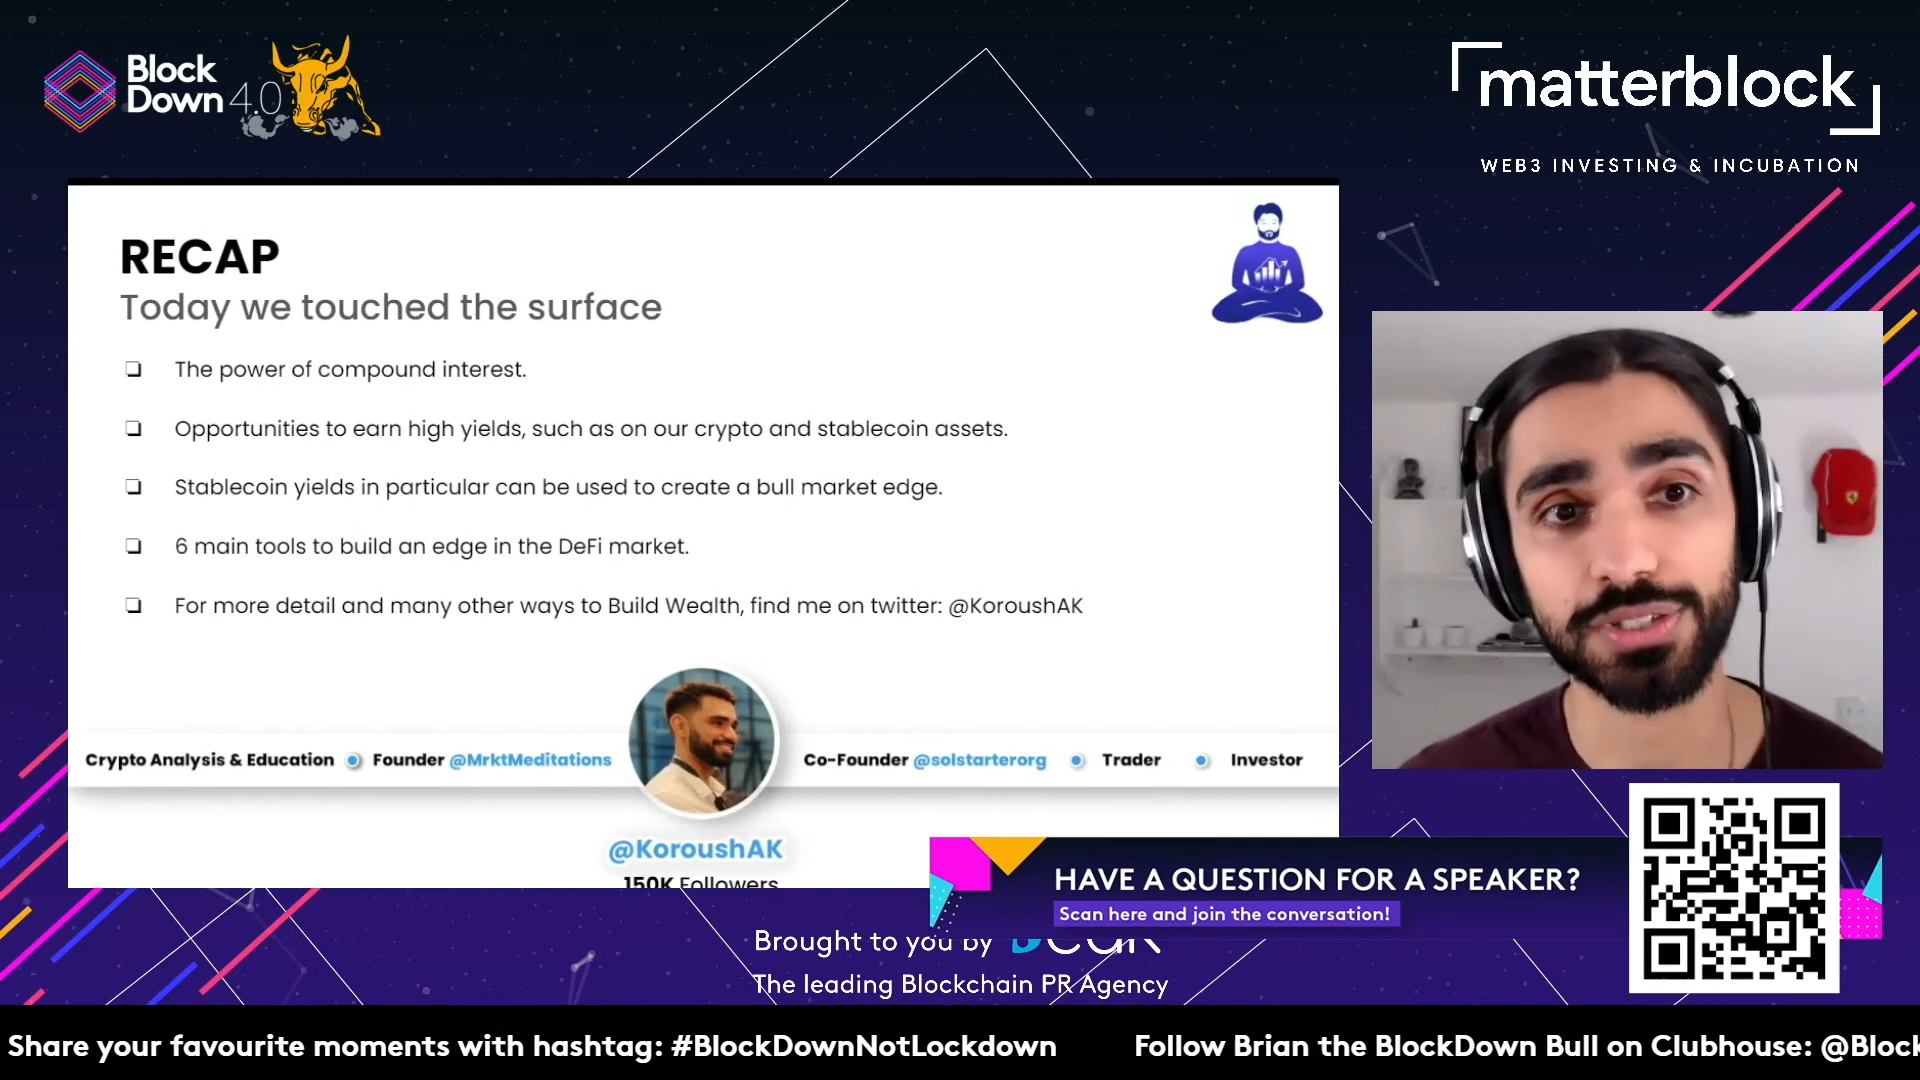 Block
Down 4.0
matterblock
WEB3 INVESTING & INCUBATION
RECAP
Today we touched the surface
The power of compound interest.
Opportunities to earn high yields, such as on our crypto and stablecoin assets.
Stablecoin yields in particular can be used to create a bull market edge.
6 main tools to build an edge in the DeFi market.
For more detail and many other ways to Build Wealth, find me on twitter: @KoroushAK
Crypto Analysis & Education Founder @MrktMeditations Co-Founder @solstarterorg Trader Investor
@KoroushAK
150K Followers
HAVE A QUESTION FOR A SPEAKER?
Scan here and join the conversation!
Brought to you by
The leading Blockchain PR Agency
Share your favourite moments with hashtag: #BlockDownNotLockdown Follow Brian the BlockDown Bull on Clubhouse: @Block